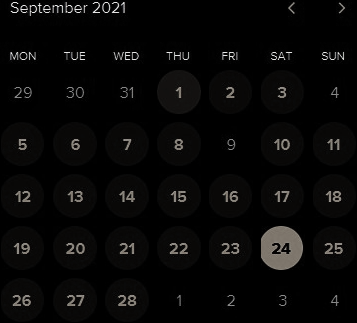 September 2021
MON TUE WED THU FRI SAT SUN
29 30 31 1 2 3 4
5 6 7 8 9 10 11
12 13 14 15 16 17 18
19 20 21 22 23 24 25
26 27 28 1 2 3 4